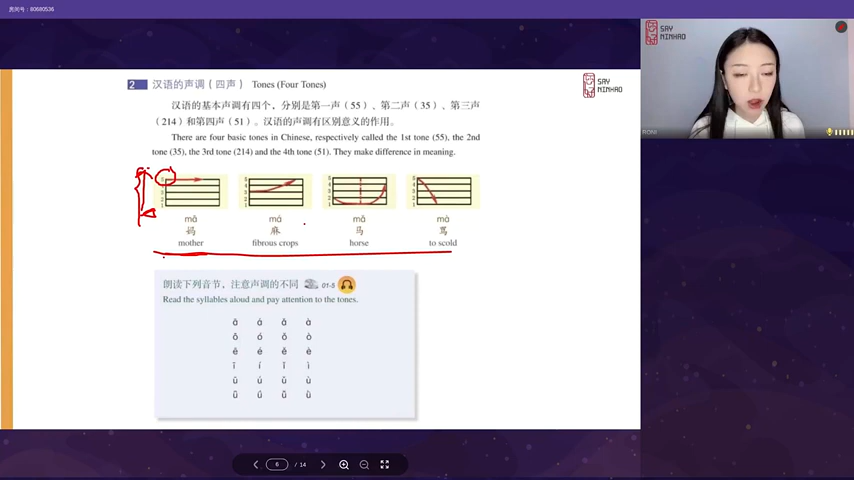 房间号：80680536
SAY
NINHAO
2 汉语的声调（四声） Tones (Four Tones)
SAY
NINHAO
汉语的基本声调有四个，分别是第一声（55）、第二声（35）、第三声
（214）和第四声（51）。汉语的声调有区别意义的作用。
There are four basic tones in Chinese, respectively called the 1st tone (55), the 2nd
tone (35), the 3rd tone (214) and the 4th tone (51). They make difference in meaning.
mā má mǎ mà
妈 麻 马 骂
mother fibrous crops horse to scold
朗读下列音节，注意声调的不同 01-5
Read the syllables aloud and pay attention to the tones.
ā á ǎ à
ō ó ǒ ò
ē é ě è
ī í ǐ ì
ū ú ǔ ù
ǖ ǘ ǚ ǜ
6 / 14